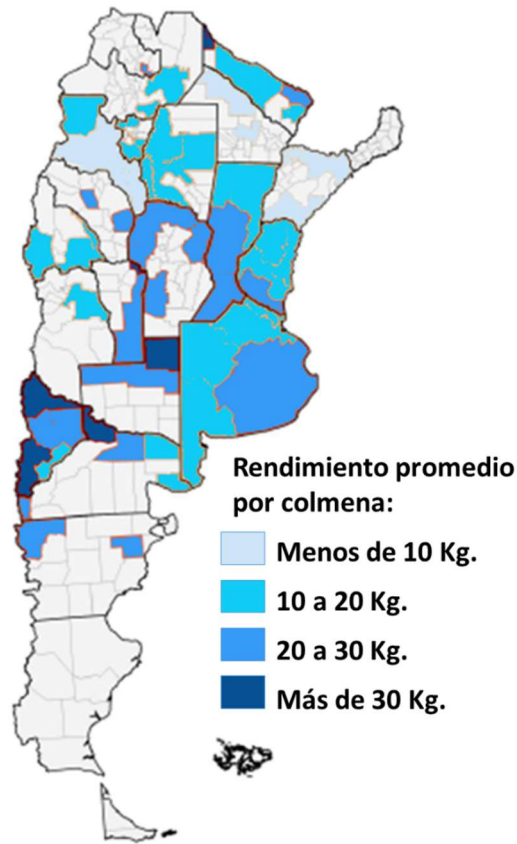 Rendimiento promedio
por colmena:
Menos de 10 Kg.
10 a 20 Kg.
20 a 30 Kg.
Más de 30 Kg.